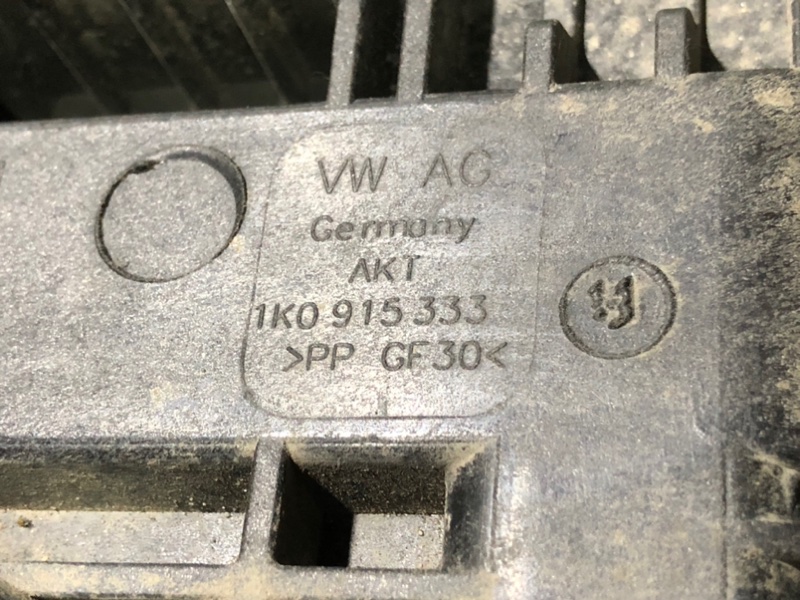 VW AG
Germany
AKT
1K0 915 333
>PP GF30<